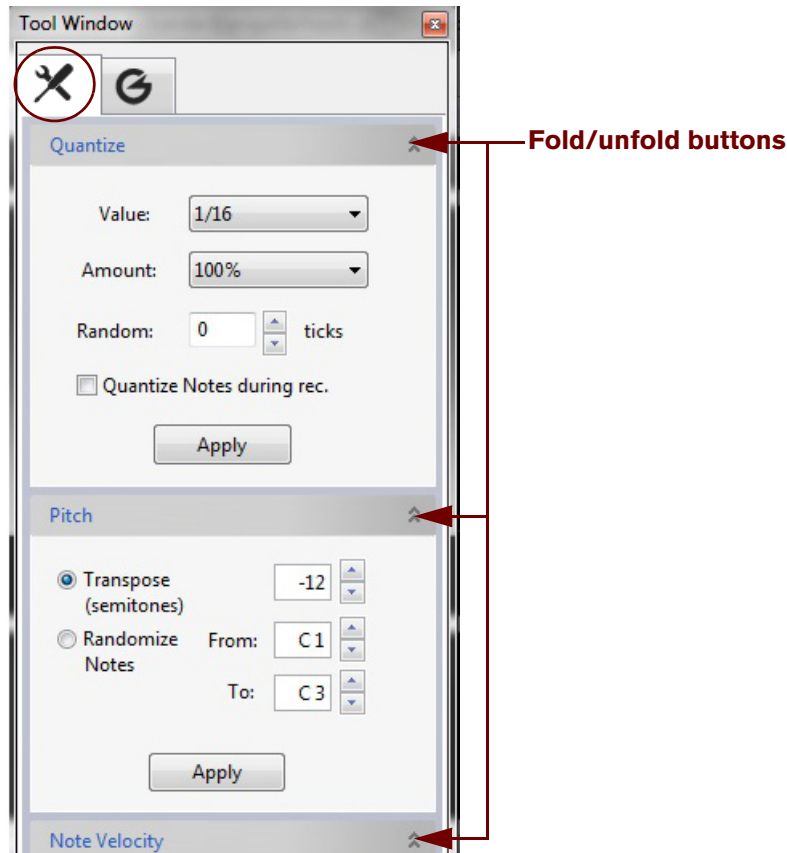 Tool Window
Quantize
Fold/unfold buttons
Value: 1/16
Amount: 100%
Random: 0 ticks
Quantize Notes during rec.
Apply
Pitch
Transpose -12
(semitones)
Randomize From: C 1
Notes
To: C 3
Apply
Note Velocity